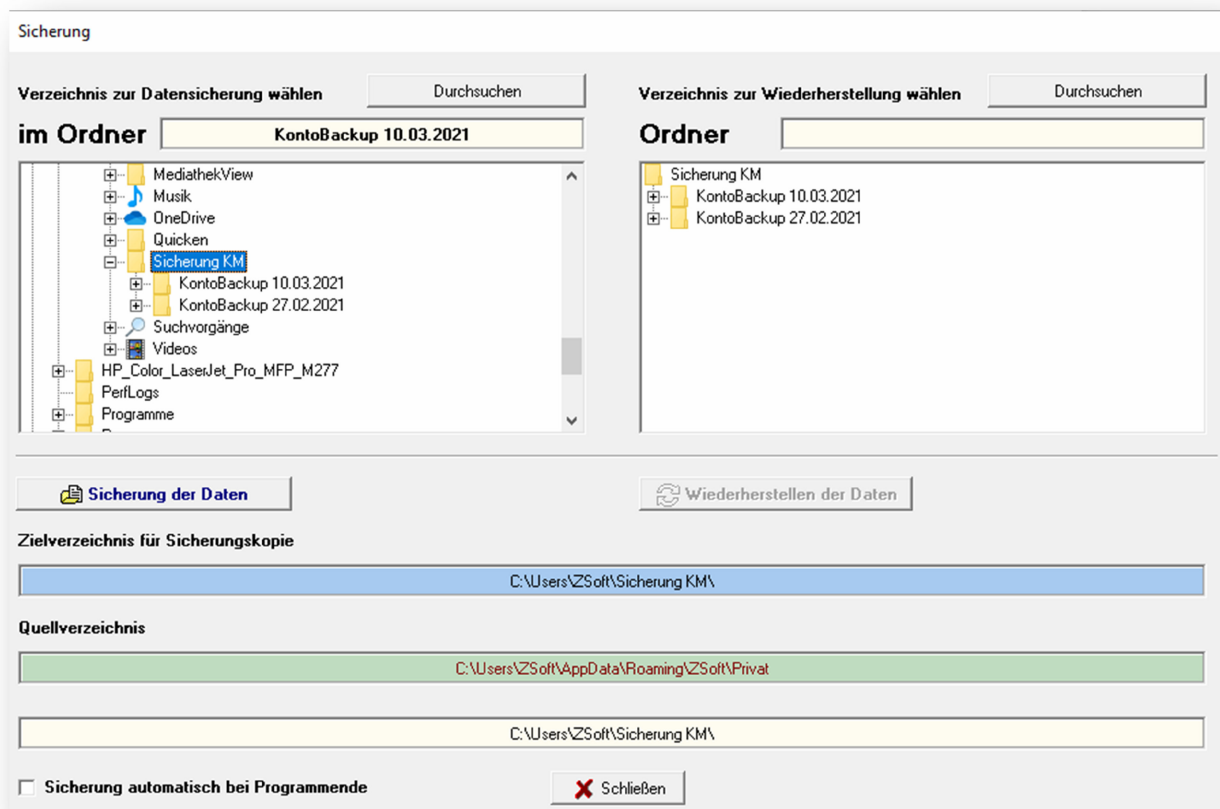 Sicherung
Verzeichnis zur Datensicherung wählen
Durchsuchen
im Ordner
KontoBackup 10.03.2021
MediathekView
Musik
OneDrive
Quicken
Sicherung KM
KontoBackup 10.03.2021
KontoBackup 27.02.2021
Suchvorgänge
Videos
HP_Color_LaserJet_Pro_MFP_M277
PerfLogs
Programme
Verzeichnis zur Wiederherstellung wählen
Durchsuchen
Ordner
Sicherung KM
KontoBackup 10.03.2021
KontoBackup 27.02.2021
Sicherung der Daten
Wiederherstellen der Daten
Zielverzeichnis für Sicherungskopie
C:\Users\ZSoft\Sicherung KM\
Quellverzeichnis
C:\Users\ZSoft\AppData\Roaming\ZSoft\Privat
C:\Users\ZSoft\Sicherung KM\
Sicherung automatisch bei Programmende
Schließen